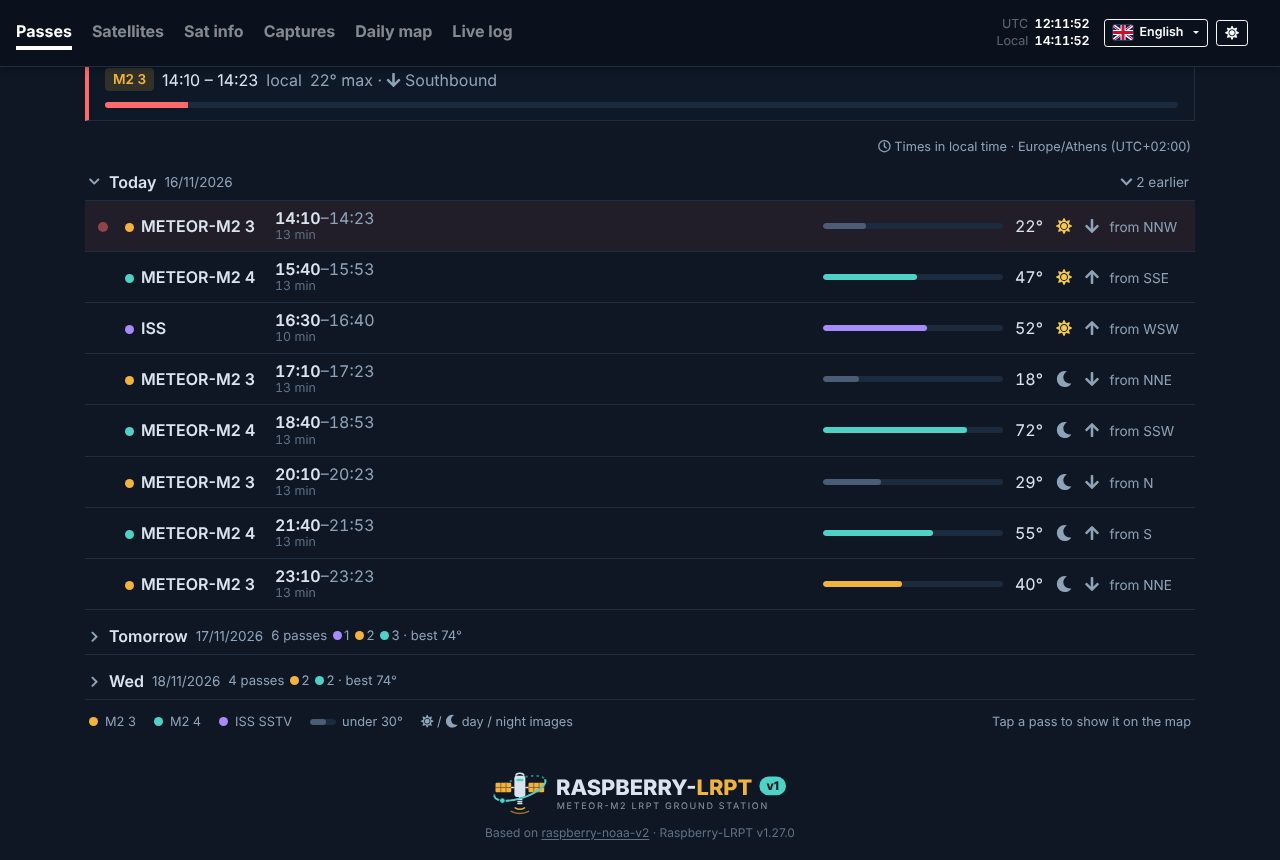 Passes Satellites Sat info Captures Daily map Live log
UTC 12:11:52
Local 14:11:52
English
M2 3 14:10 – 14:23 local 22° max · ↓ Southbound
Times in local time · Europe/Athens (UTC+02:00)
Today 16/11/2026 2 earlier
METEOR-M2 3 14:10–14:23 22° ↓ from NNW
13 min
METEOR-M2 4 15:40–15:53 47° ↑ from SSE
13 min
ISS 16:30–16:40 52° ↑ from WSW
10 min
METEOR-M2 3 17:10–17:23 18° ↓ from NNE
13 min
METEOR-M2 4 18:40–18:53 72° ↑ from SSW
13 min
METEOR-M2 3 20:10–20:23 29° ↓ from N
13 min
METEOR-M2 4 21:40–21:53 55° ↑ from S
13 min
METEOR-M2 3 23:10–23:23 40° ↓ from NNE
13 min
Tomorrow 17/11/2026 6 passes 1 2 3 · best 74°
Wed 18/11/2026 4 passes 2 2 · best 74°
M2 3 M2 4 ISS SSTV under 30° / day / night images Tap a pass to show it on the map
RASPBERRY-LRPT v1
METEOR-M2 LRPT GROUND STATION
Based on raspberry-noaa-v2 · Raspberry-LRPT v1.27.0